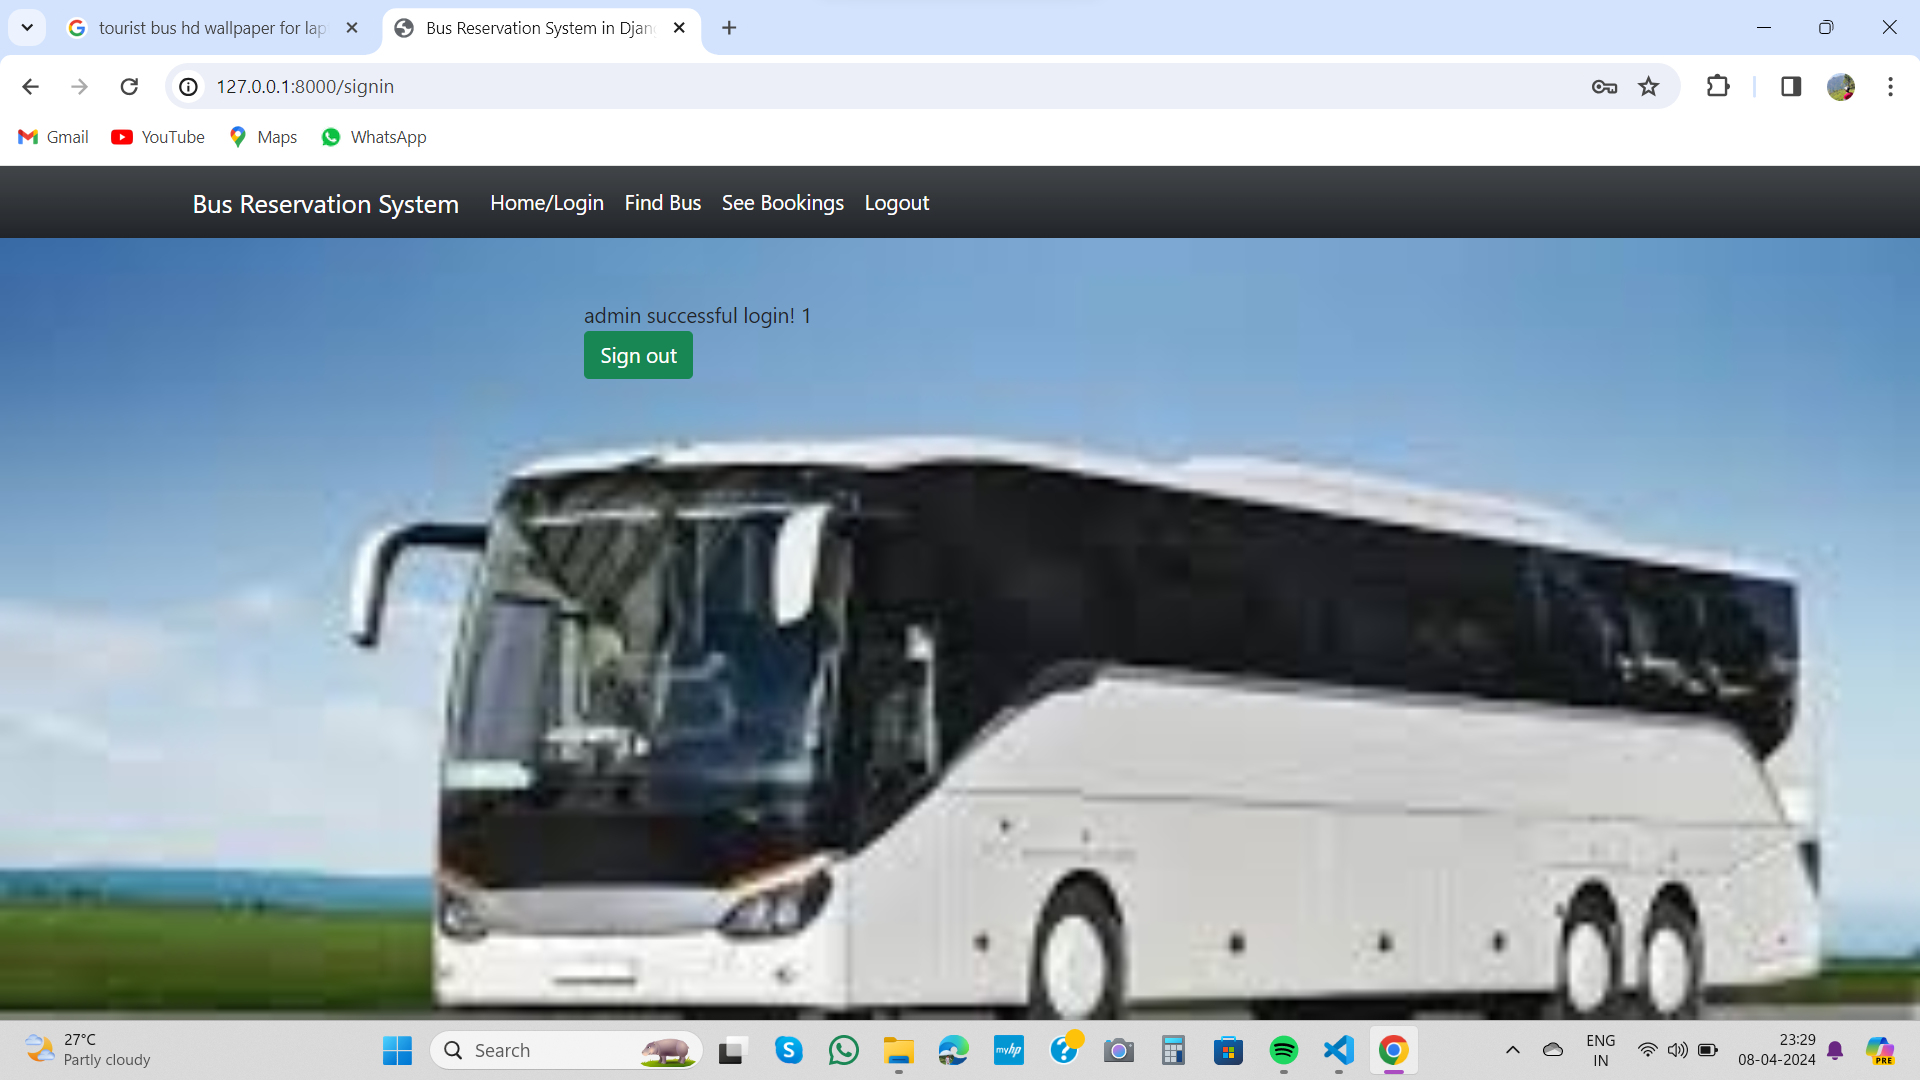 tourist bus hd wallpaper for lap
Bus Reservation System in Djan
127.0.0.1:8000/signin
Gmail
YouTube
Maps
WhatsApp
Bus Reservation System
Home/Login
Find Bus
See Bookings
Logout
admin successful login! 1
Sign out
27°C
Partly cloudy
Search
myhp
ENG
IN
23:29
08-04-2024
PRE